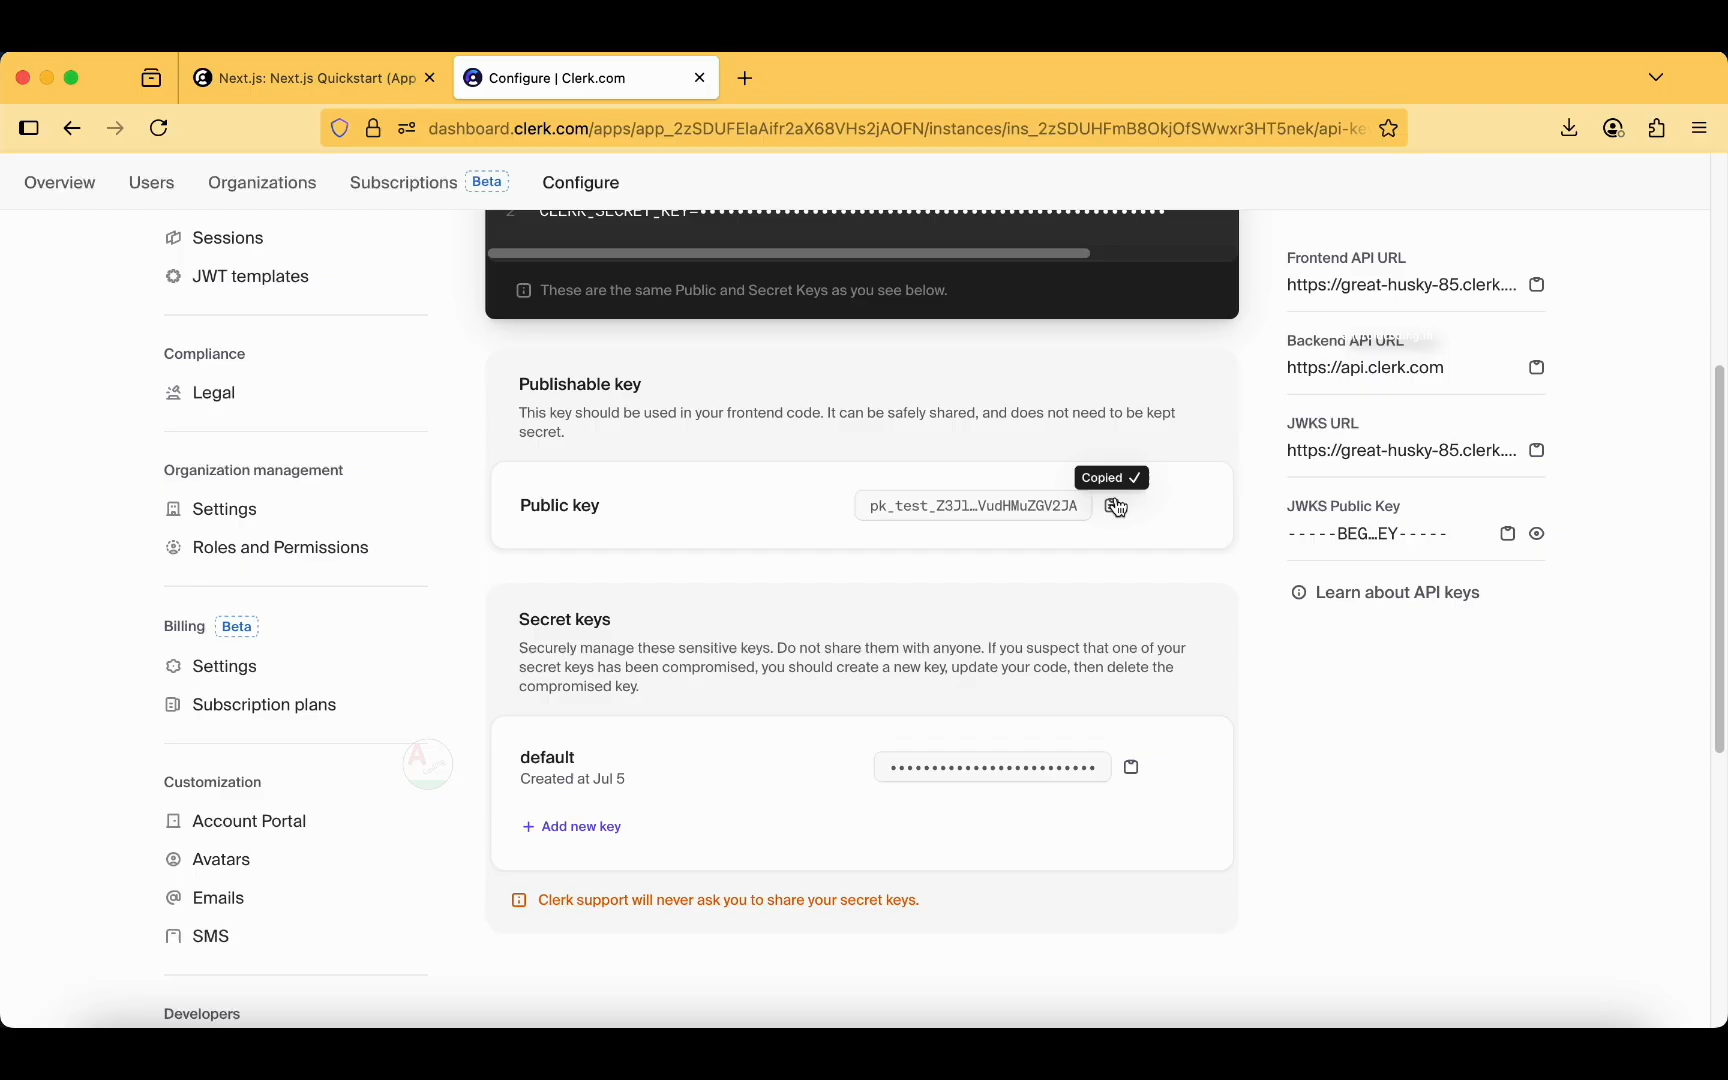 Next.js: Next.js Quickstart (App
Configure | Clerk.com
dashboard.clerk.com/apps/app_2zSDUFElaAifr2aX68VHs2jAOFN/instances/ins_2zSDUHFmB8OkjOfSWwxr3HT5nek/api-ke
Overview
Users
Organizations
Subscriptions Beta
Configure
Sessions
JWT templates
Compliance
Legal
Organization management
Settings
Roles and Permissions
Billing Beta
Settings
Subscription plans
Customization
Account Portal
Avatars
Emails
SMS
Developers
2 CLERK_SECRET_KEY=••••••••••••••••••••••••••••••••••••••••••••••••••
These are the same Public and Secret Keys as you see below.
Publishable key
This key should be used in your frontend code. It can be safely shared, and does not need to be kept
secret.
Copied ✓
Public key
pk_test_Z3Jl…VudHMuZGV2JA
Secret keys
Securely manage these sensitive keys. Do not share them with anyone. If you suspect that one of your
secret keys has been compromised, you should create a new key, update your code, then delete the
compromised key.
default
•••••••••••••••••••••••••
Created at Jul 5
+ Add new key
Clerk support will never ask you to share your secret keys.
Frontend API URL
https://great-husky-85.clerk....
Backend API URL
https://api.clerk.com
JWKS URL
https://great-husky-85.clerk....
JWKS Public Key
-----BEG…EY-----
Learn about API keys